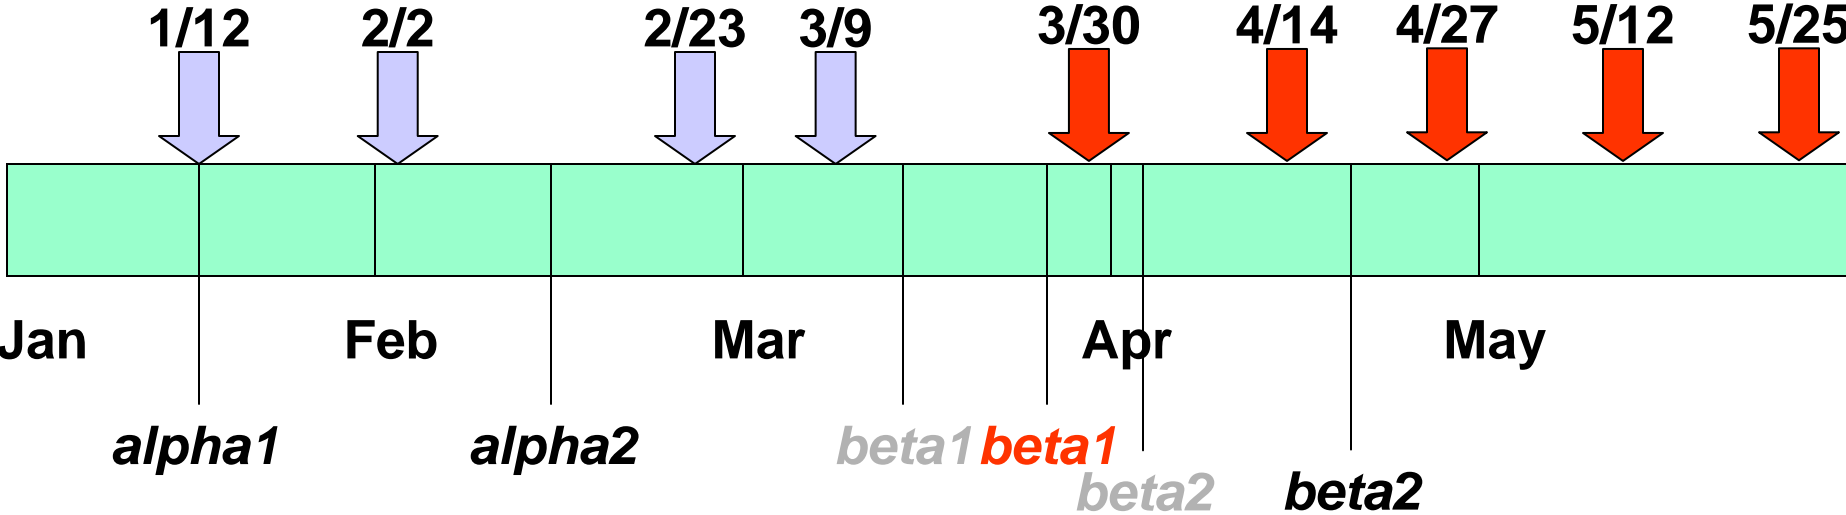 1/12 2/2 2/23 3/9 3/30 4/14 4/27 5/12 5/25
Jan Feb Mar Apr May
alpha1 alpha2 beta1 beta1
beta2 beta2